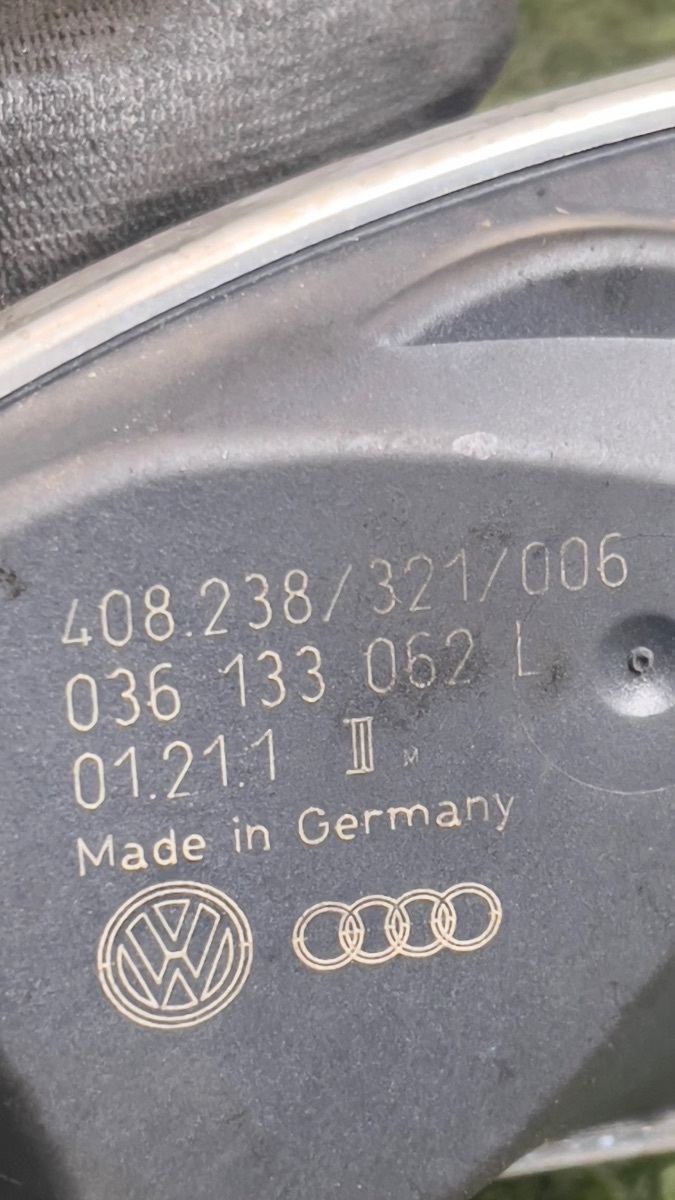 408.238/321/006
036 133 062 L
01.21.1 III M
Made in Germany